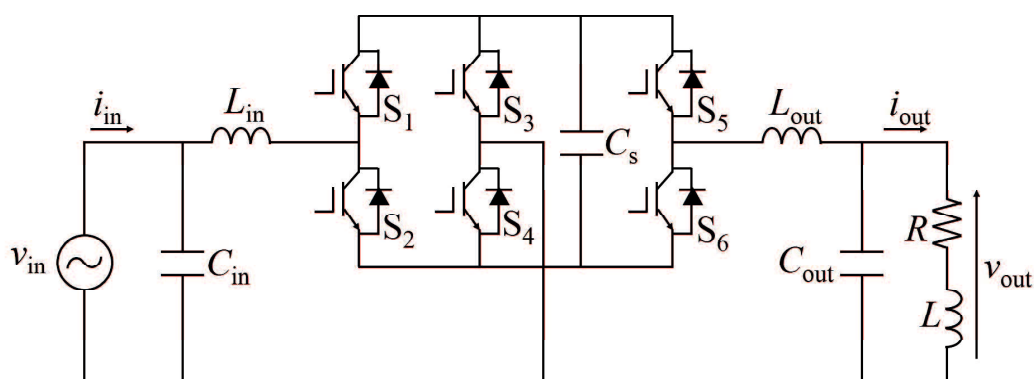 i_in
L_in
S_1
S_3
S_5
L_out
i_out
C_s
v_in
C_in
S_2
S_4
S_6
C_out
R
L
v_out